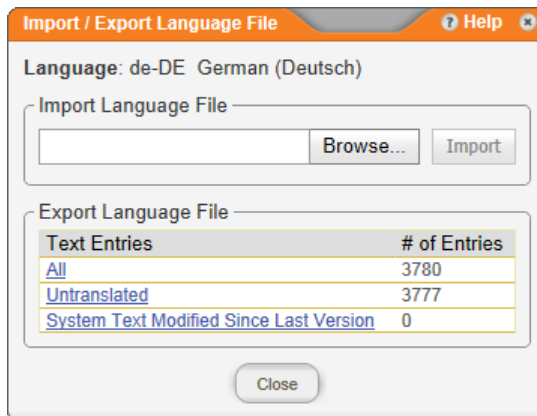 Import / Export Language File
Help
Language: de-DE German (Deutsch)
Import Language File
Browse...
Import
Export Language File
Text Entries # of Entries
All 3780
Untranslated 3777
System Text Modified Since Last Version 0
Close